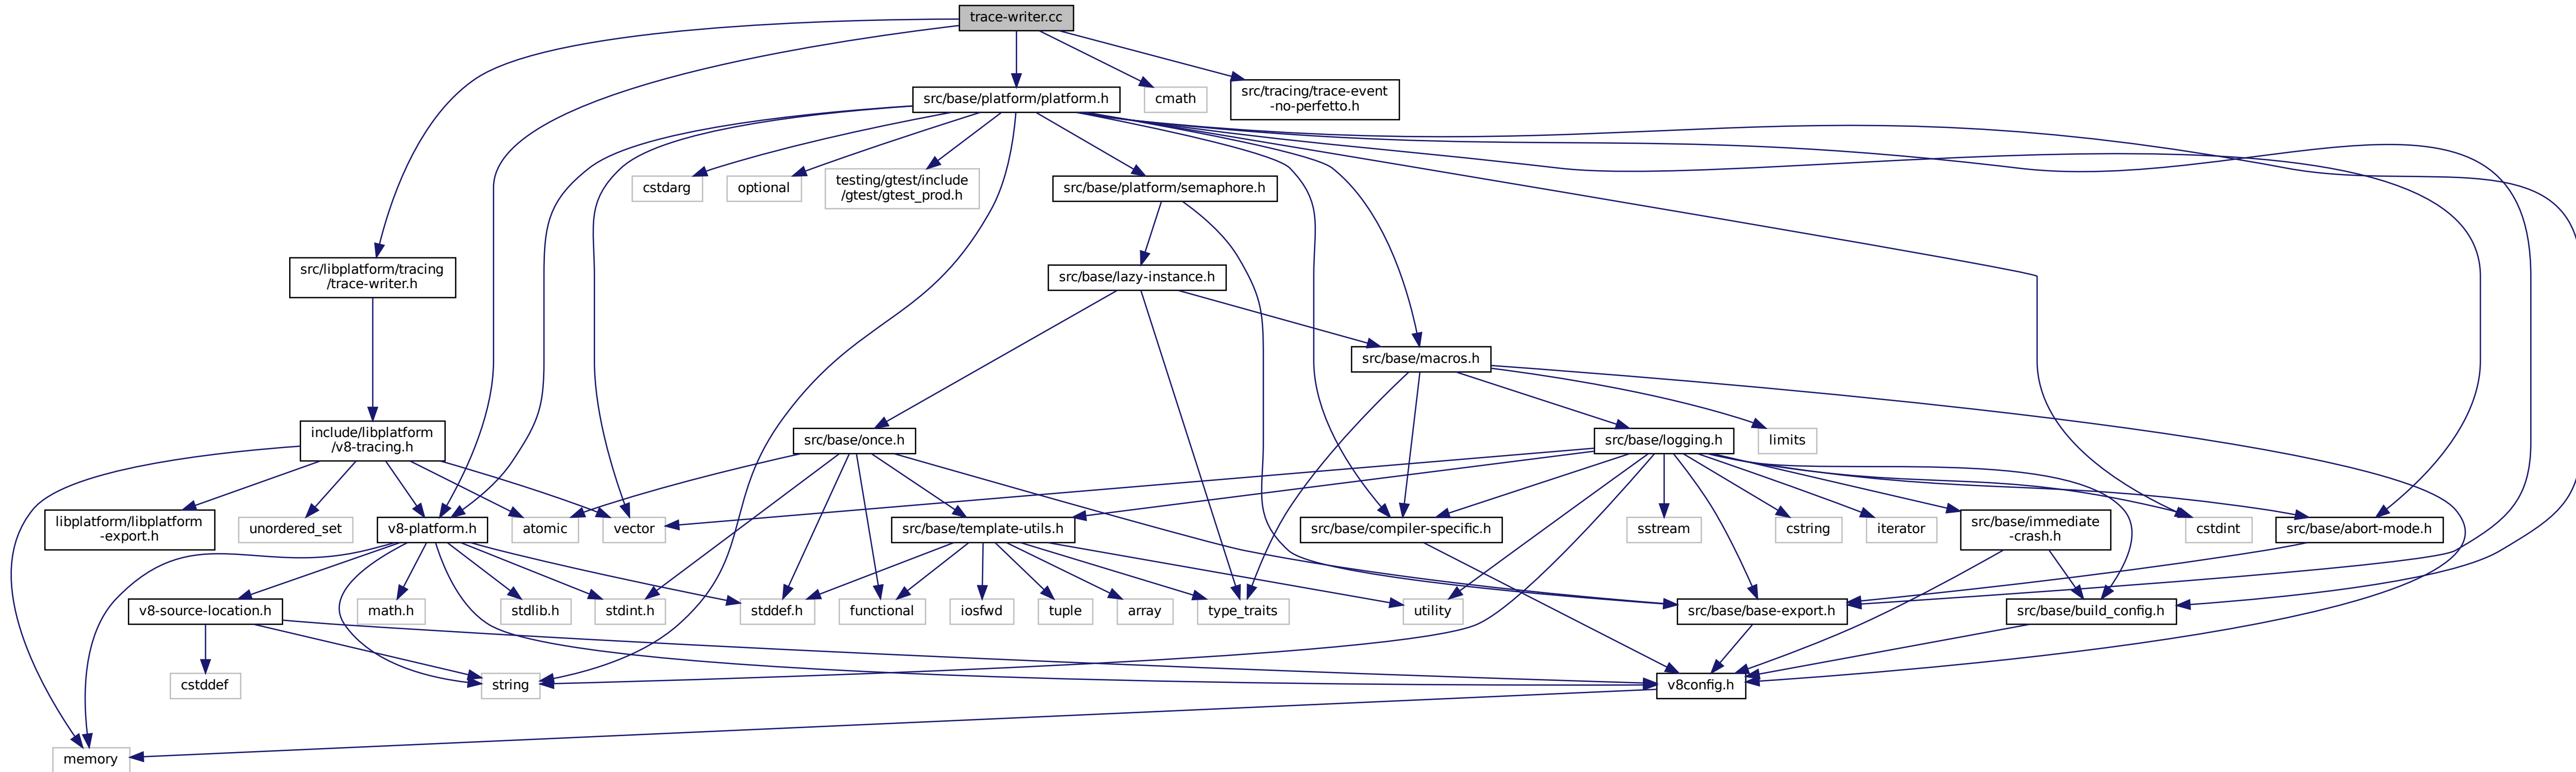 trace-writer.cc
src/base/platform/platform.h
cmath
src/tracing/trace-event
-no-perfetto.h
cstdarg
optional
testing/gtest/include
/gtest/gtest_prod.h
src/base/platform/semaphore.h
src/libplatform/tracing
/trace-writer.h
src/base/lazy-instance.h
src/base/macros.h
include/libplatform
/v8-tracing.h
src/base/once.h
src/base/logging.h
limits
libplatform/libplatform
-export.h
unordered_set
v8-platform.h
atomic
vector
src/base/template-utils.h
src/base/compiler-specific.h
sstream
cstring
iterator
src/base/immediate
-crash.h
cstdint
src/base/abort-mode.h
v8-source-location.h
math.h
stdlib.h
stdint.h
stddef.h
functional
iosfwd
tuple
array
type_traits
utility
src/base/base-export.h
src/base/build_config.h
cstddef
string
v8config.h
memory